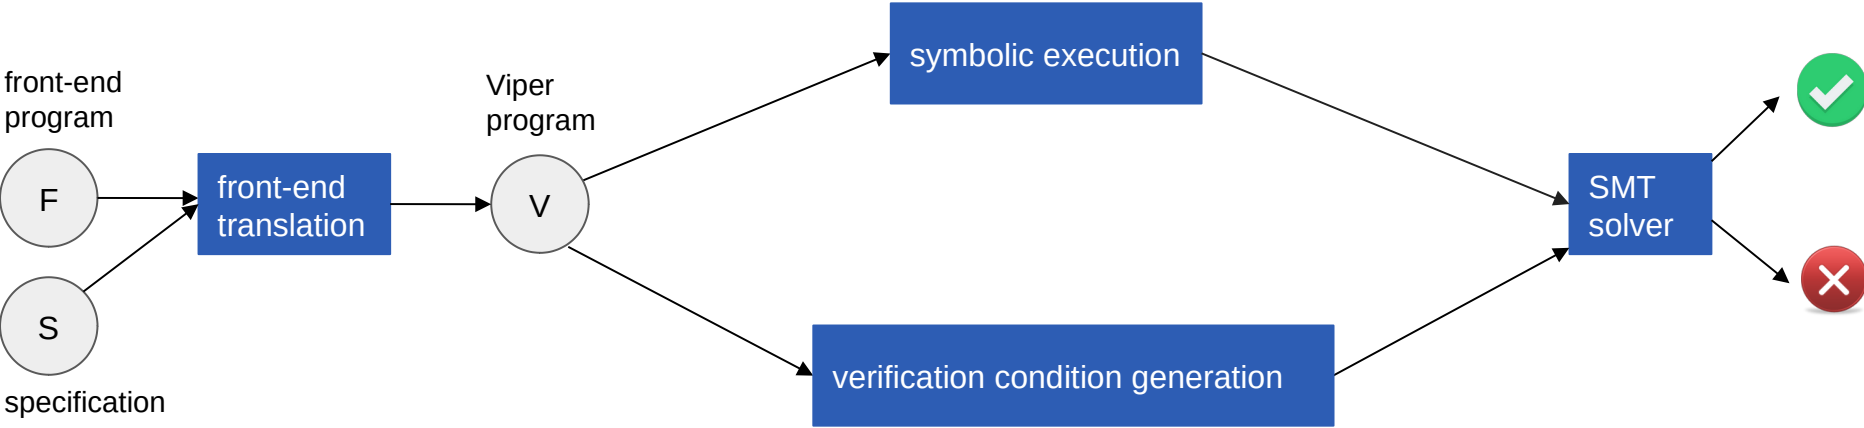 front-end
program
F
S
specification
front-end
translation
Viper
program
V
symbolic execution
verification condition generation
SMT
solver